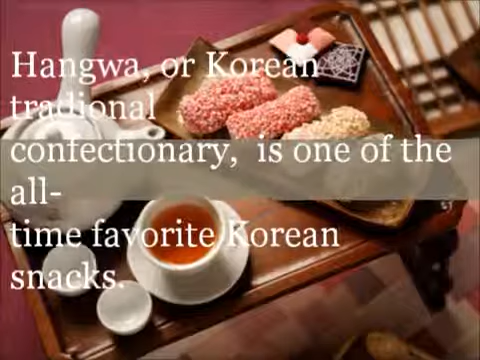 Hangwa, or Korean
tradional
confectionary,  is one of the
all-
time favorite Korean
snacks.